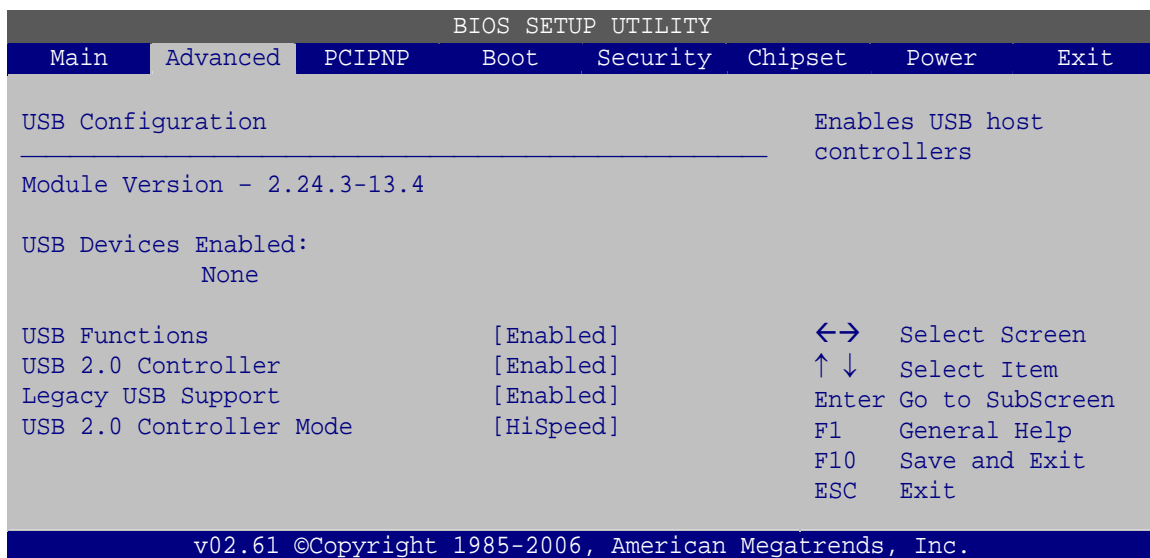 BIOS SETUP UTILITY
Main Advanced PCIPNP Boot Security Chipset Power Exit
USB Configuration
Module Version – 2.24.3-13.4
USB Devices Enabled:
None
USB Functions [Enabled]
USB 2.0 Controller [Enabled]
Legacy USB Support [Enabled]
USB 2.0 Controller Mode [HiSpeed]
Enables USB host
controllers
←→ Select Screen
↑ ↓ Select Item
Enter Go to SubScreen
F1 General Help
F10 Save and Exit
ESC Exit
v02.61 ©Copyright 1985-2006, American Megatrends, Inc.